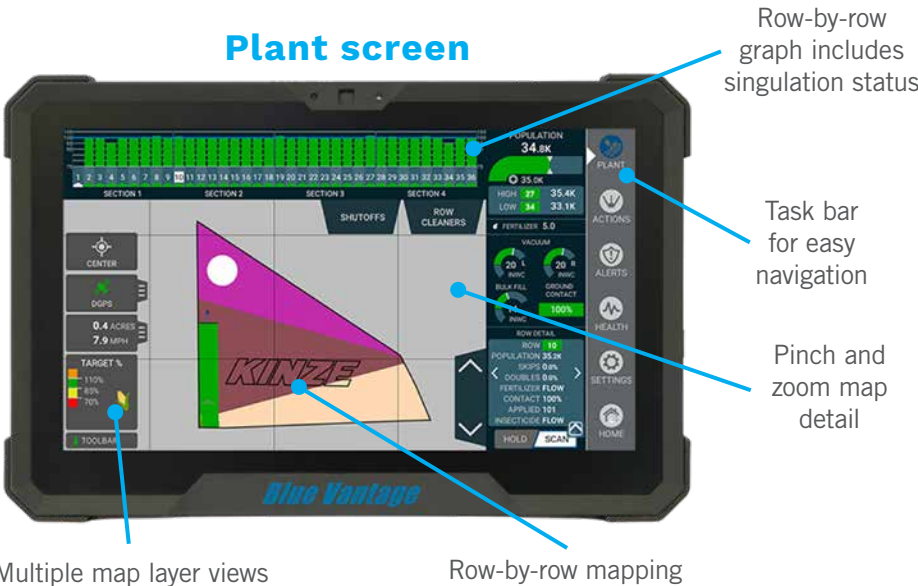 Plant screen
Row-by-row
graph includes
singulation status
Task bar
for easy
navigation
Pinch and
zoom map
detail
Multiple map layer views
Row-by-row mapping
1 2 3 4 5 6 7 8 9 10 11 12 13 14 15 16 17 18 19 20 21 22 23 24 25 26 27 28 29 30 31 32 33 34 35 36
SECTION 1 SECTION 2 SECTION 3 SECTION 4
SHUTOFFS
ROW
CLEANERS
CENTER
DGPS
0.4 ACRES
7.9 MPH
TARGET %
110%
85%
70%
TOOLBAR
KINZE
POPULATION
34.8K
35.0K
HIGH 27 35.4K
LOW 34 33.1K
FERTILIZER 5.0
VACUUM
20 L
INWC
20 R
INWC
BULK FILL
INWC
GROUND
CONTACT
100%
ROW DETAIL
ROW 10
POPULATION 35.2K
SKIPS 0.0%
DOUBLES 0.0%
FERTILIZER FLOW
CONTACT 100%
APPLIED 101
INSECTICIDE FLOW
HOLD SCAN
PLANT
ACTIONS
ALERTS
HEALTH
SETTINGS
HOME
Blue Vantage